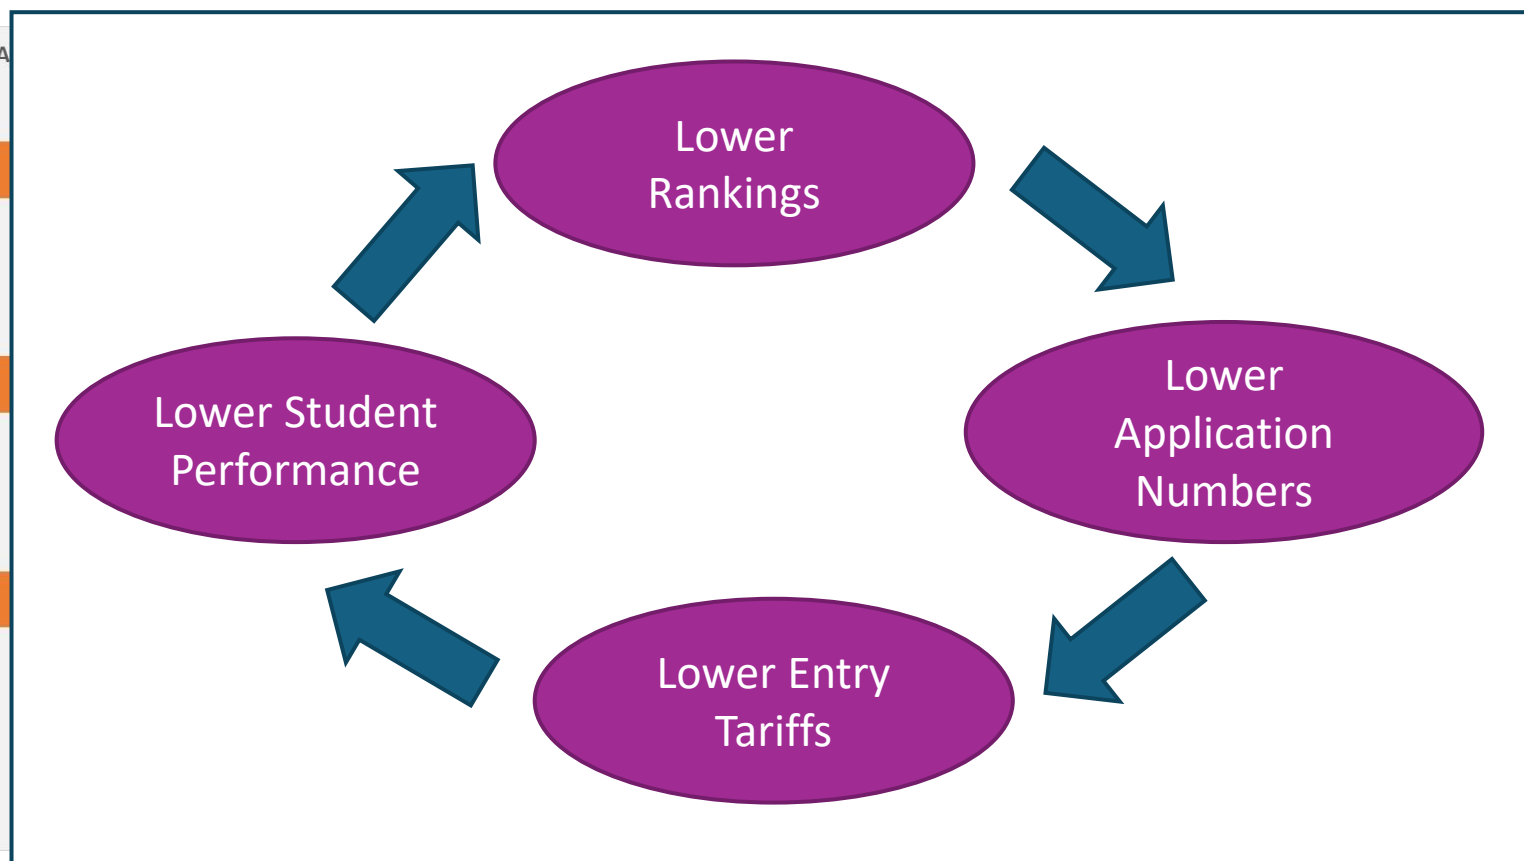 A
Lower
Rankings
Lower
Application
Numbers
Lower Student
Performance
Lower Entry
Tariffs